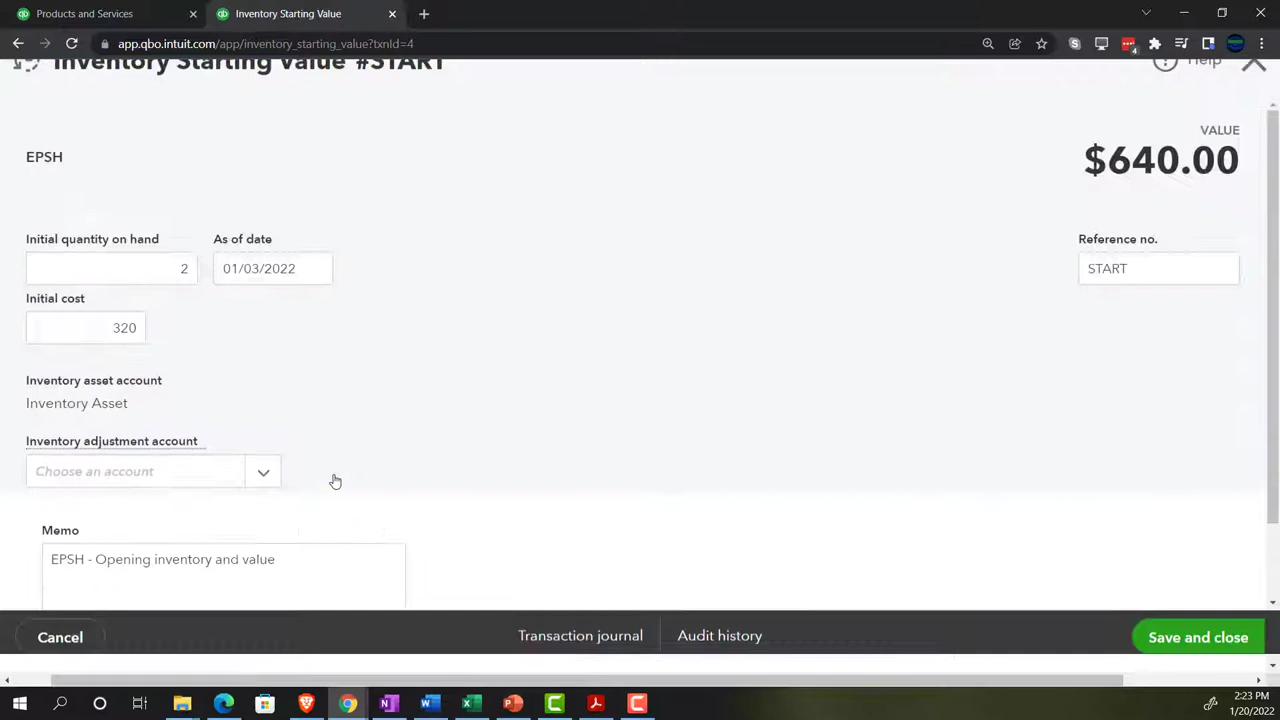 Products and Services
Inventory Starting Value
app.qbo.intuit.com/app/inventory_starting_value?txnId=4
4
Inventory Starting Value #START
Help
EPSH
VALUE
$640.00
Initial quantity on hand
As of date
Reference no.
2
01/03/2022
START
Initial cost
320
Inventory asset account
Inventory Asset
Inventory adjustment account
Choose an account
Memo
EPSH - Opening inventory and value
Cancel
Transaction journal
Audit history
Save and close
2:23 PM
1/20/2022